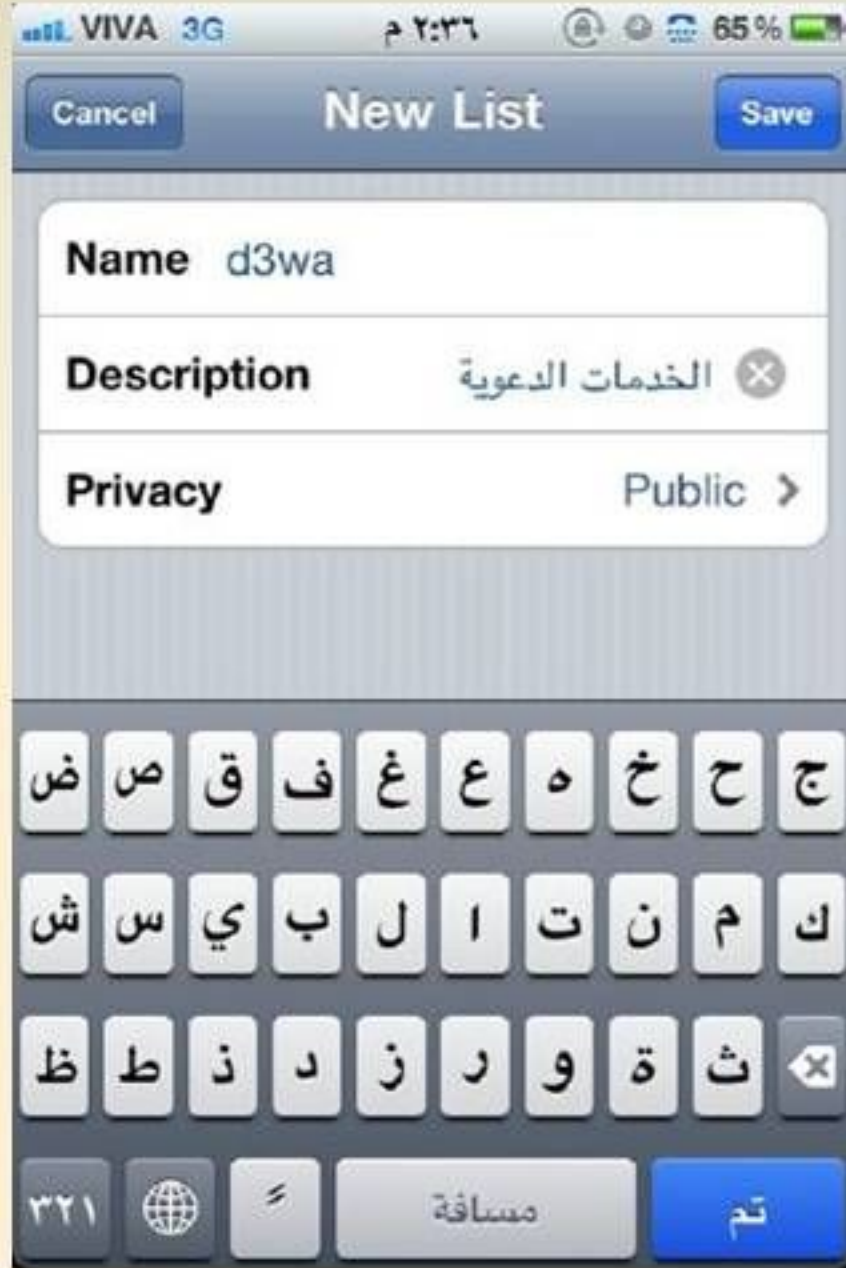 VIVA 3G ٢:٣٦ م 65%
Cancel New List Save
Name d3wa
Description الخدمات الدعوية
Privacy Public
ض ص ق ف غ ع ه خ ح ج
ش س ي ب ل ا ت ن م ك
ظ ط ذ د ز ر و ة ث
٣٢١ مسافة تم